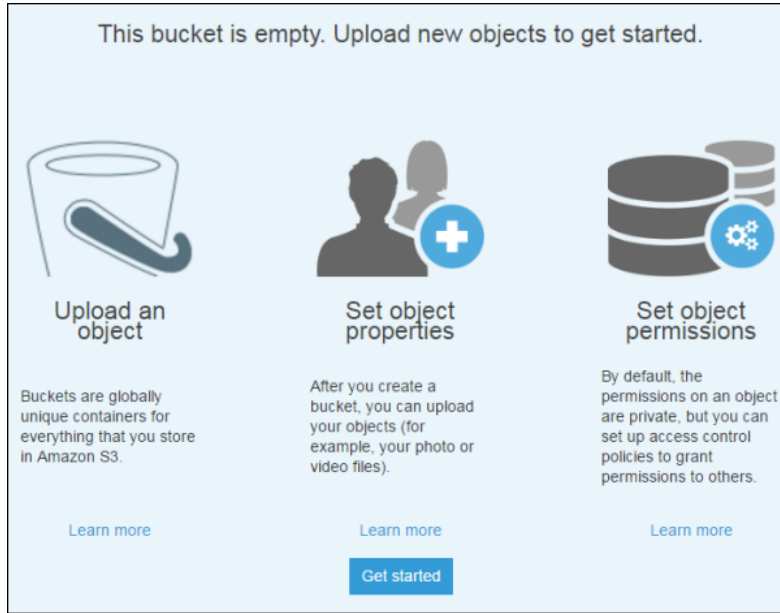 This bucket is empty. Upload new objects to get started.
Upload an
object
Buckets are globally
unique containers for
everything that you store
in Amazon S3.
Learn more
Set object
properties
After you create a
bucket, you can upload
your objects (for
example, your photo or
video files).
Learn more
Set object
permissions
By default, the
permissions on an object
are private, but you can
set up access control
policies to grant
permissions to others.
Learn more
Get started